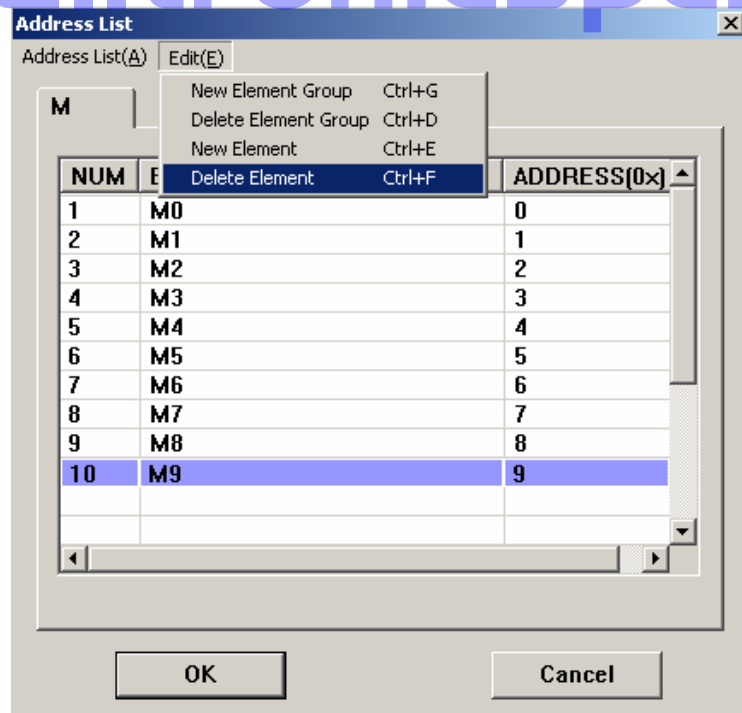 Address List
Address List(A) Edit(E)
New Element Group Ctrl+G
Delete Element Group Ctrl+D
New Element Ctrl+E
Delete Element Ctrl+F
M
NUM ADDRESS(0x)
1 M0 0
2 M1 1
3 M2 2
4 M3 3
5 M4 4
6 M5 5
7 M6 6
8 M7 7
9 M8 8
10 M9 9
OK Cancel